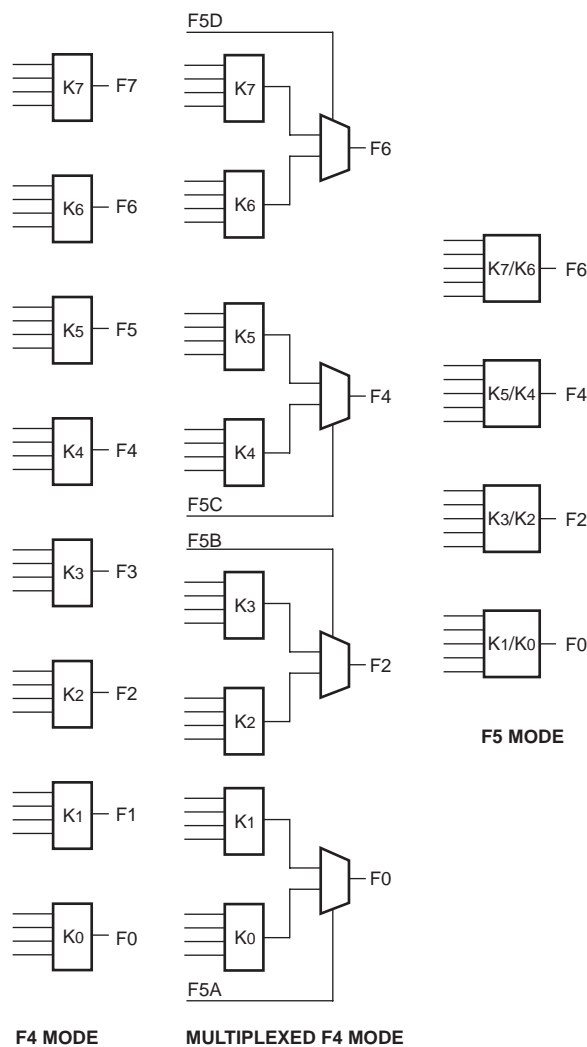 K7 F7
K6 F6
K5 F5
K4 F4
K3 F3
K2 F2
K1 F1
K0 F0
F4 MODE
F5D
K7
F6
K6
K5
F4
K4
F5C
F5B
K3
F2
K2
K1
F0
K0
F5A
MULTIPLEXED F4 MODE
K7/K6 F6
K5/K4 F4
K3/K2 F2
K1/K0 F0
F5 MODE